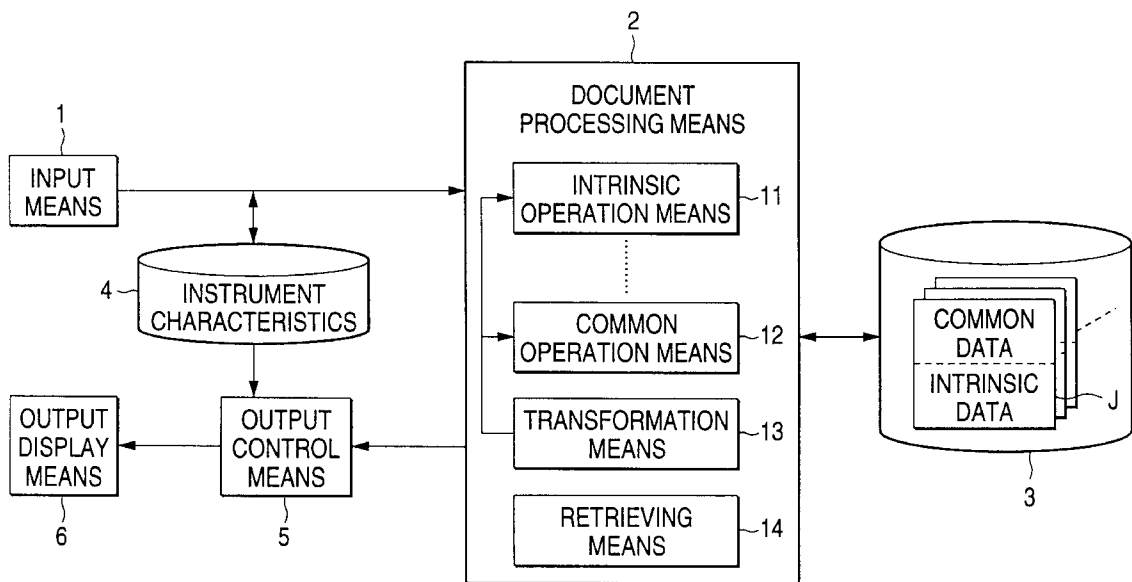 2
DOCUMENT
PROCESSING MEANS
1
INPUT
MEANS
INTRINSIC
OPERATION MEANS
11
4
INSTRUMENT
CHARACTERISTICS
COMMON
OPERATION MEANS
12
COMMON
DATA
INTRINSIC
DATA
J
3
OUTPUT
DISPLAY
MEANS
6
OUTPUT
CONTROL
MEANS
5
TRANSFORMATION
MEANS
13
RETRIEVING
MEANS
14